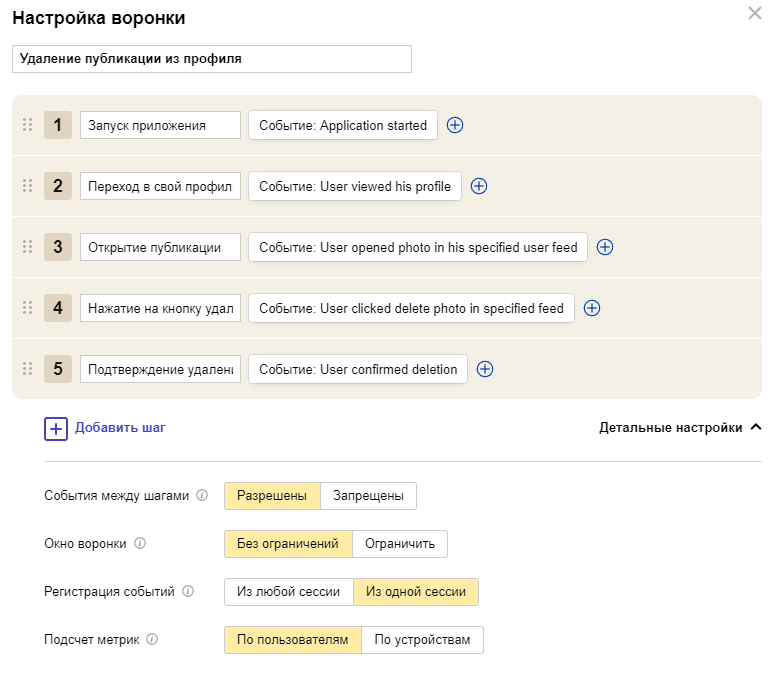 Настройка воронки
Удаление публикации из профиля
1 Запуск приложения Событие: Application started
2 Переход в свой профил Событие: User viewed his profile
3 Открытие публикации Событие: User opened photo in his specified user feed
4 Нажатие на кнопку удал Событие: User clicked delete photo in specified feed
5 Подтверждение удалени Событие: User confirmed deletion
Добавить шаг Детальные настройки
События между шагами Разрешены Запрещены
Окно воронки Без ограничений Ограничить
Регистрация событий Из любой сессии Из одной сессии
Подсчет метрик По пользователям По устройствам